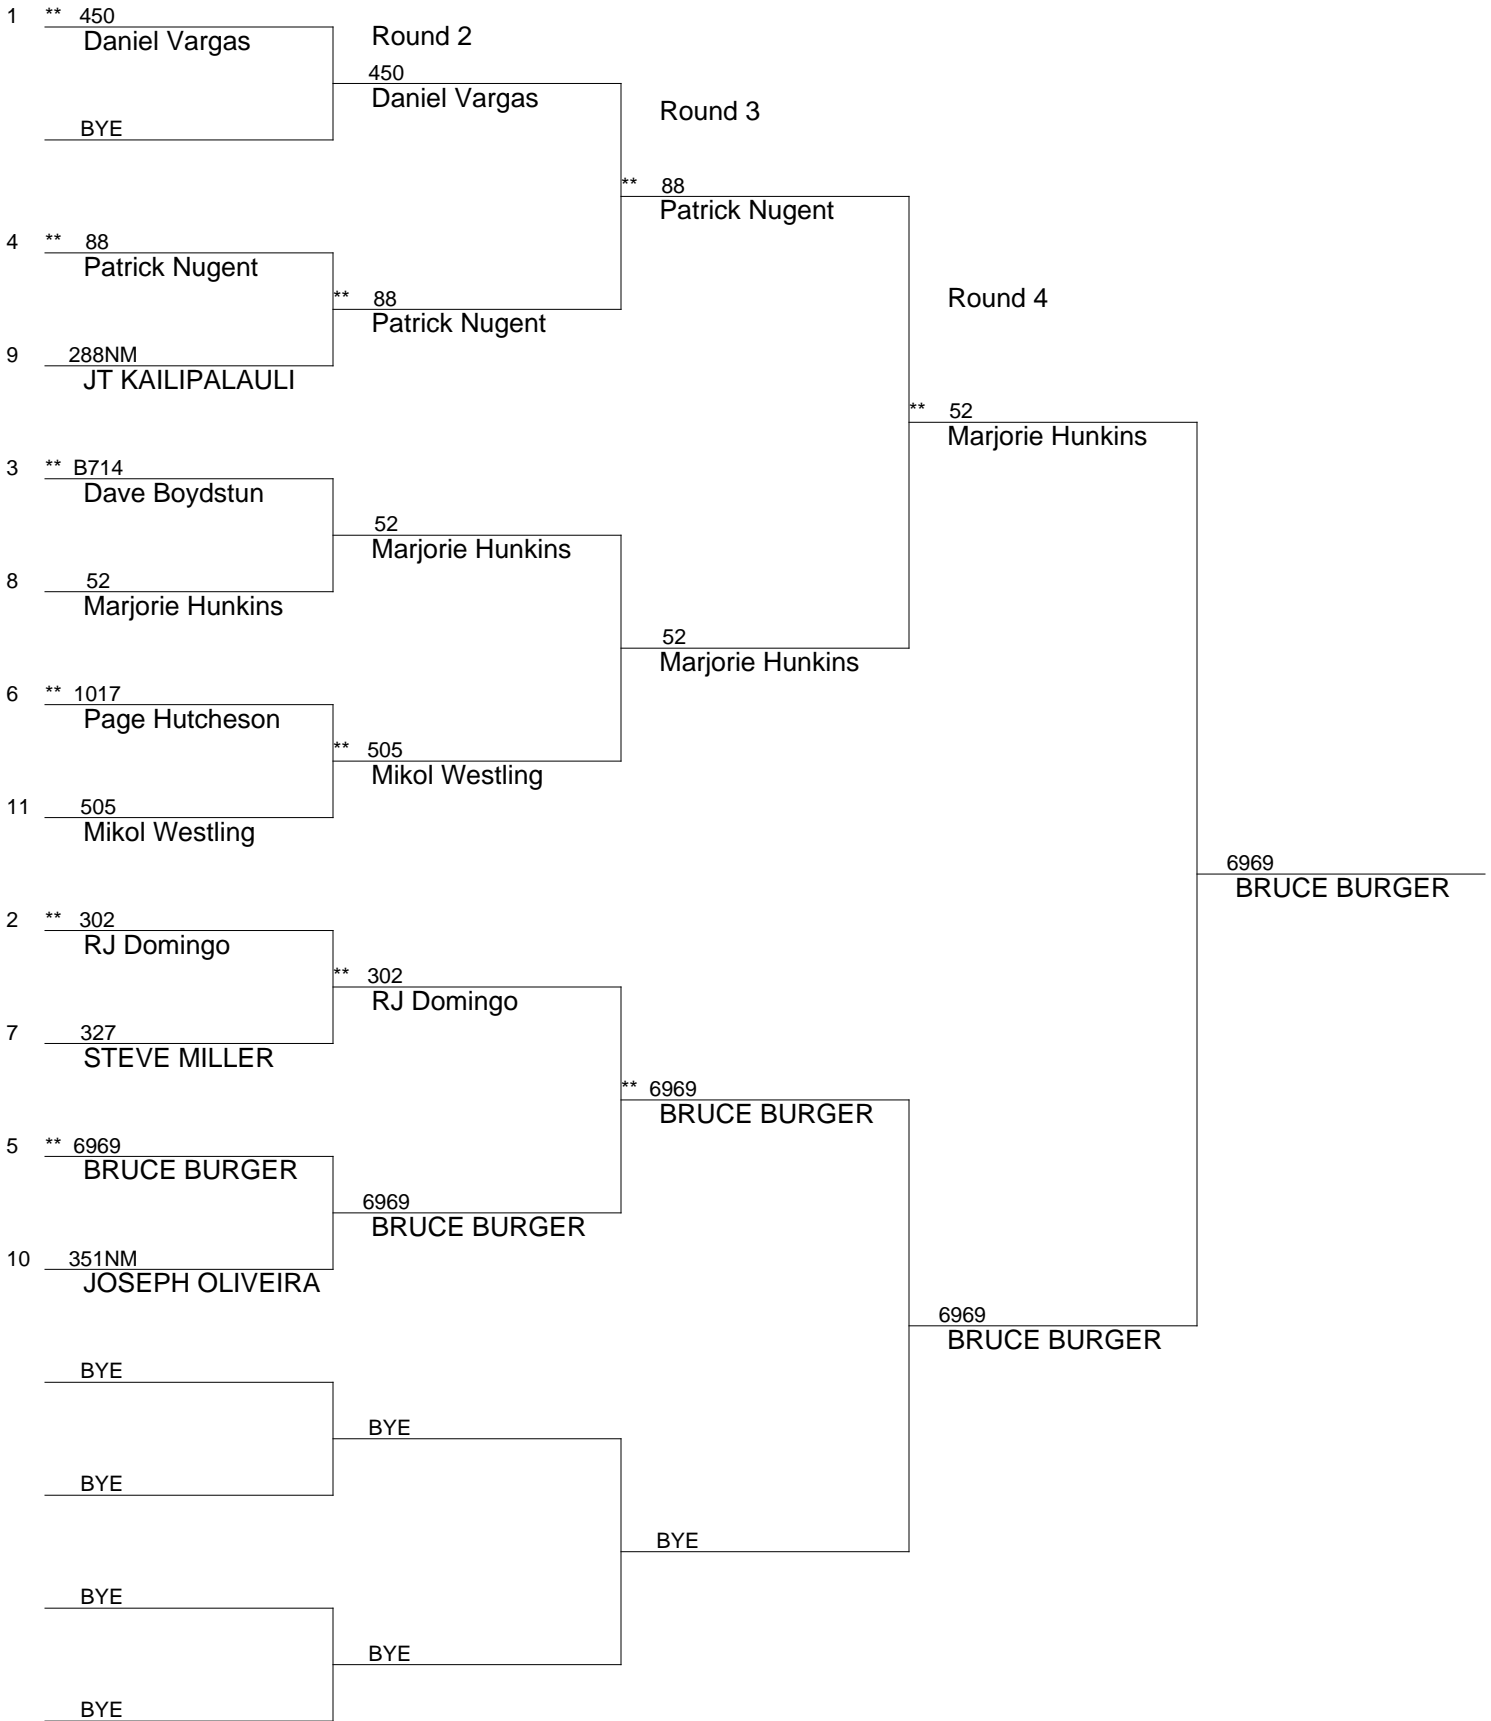 1 ** 450
Daniel Vargas
Round 2
450
Daniel Vargas
Round 3
BYE
** 88
Patrick Nugent
4 ** 88
Patrick Nugent
** 88
Patrick Nugent
Round 4
9 288NM
JT KAILIPALAULI
** 52
Marjorie Hunkins
3 ** B714
Dave Boydstun
52
Marjorie Hunkins
8 52
Marjorie Hunkins
52
Marjorie Hunkins
6 ** 1017
Page Hutcheson
** 505
Mikol Westling
11 505
Mikol Westling
6969
BRUCE BURGER
2 ** 302
RJ Domingo
** 302
RJ Domingo
7 327
STEVE MILLER
** 6969
BRUCE BURGER
5 ** 6969
BRUCE BURGER
6969
BRUCE BURGER
10 351NM
JOSEPH OLIVEIRA
6969
BRUCE BURGER
BYE
BYE
BYE
BYE
BYE
BYE
BYE